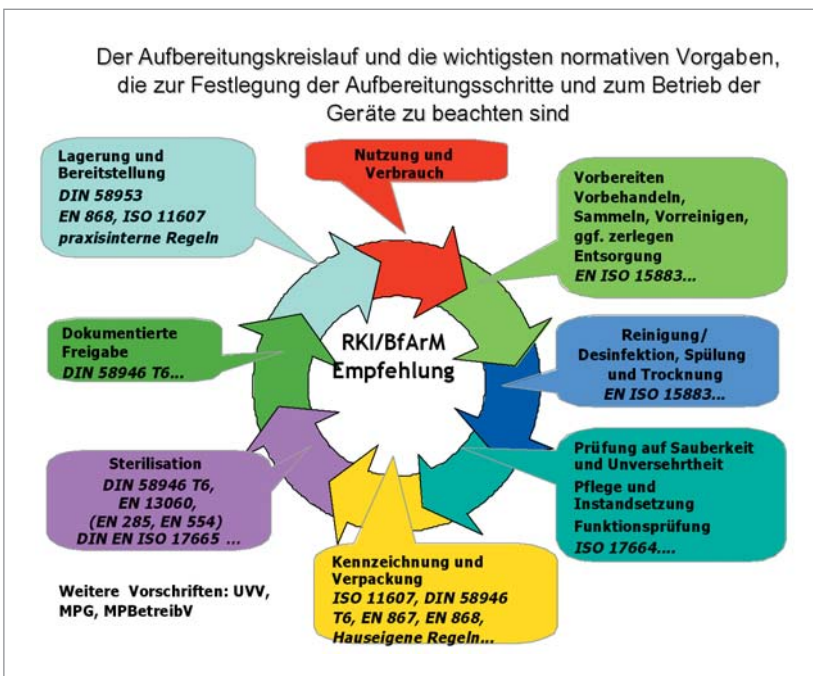 Der Aufbereitungskreislauf und die wichtigsten normativen Vorgaben,
die zur Festlegung der Aufbereitungsschritte und zum Betrieb der
Geräte zu beachten sind
Lagerung und
Bereitstellung
DIN 58953
EN 868, ISO 11607
praxisinterne Regeln
Nutzung und
Verbrauch
Vorbereiten
Vorbehandeln,
Sammeln, Vorreinigen,
ggf. zerlegen
Entsorgung
EN ISO 15883...
Dokumentierte
Freigabe
DIN 58946 T6...
RKI/BfArM
Empfehlung
Reinigung/
Desinfektion, Spülung
und Trocknung
EN ISO 15883...
Sterilisation
DIN 58946 T6,
EN 13060,
(EN 285, EN 554)
DIN EN ISO 17665 ...
Prüfung auf Sauberkeit
und Unversehrtheit
Pflege und
Instandsetzung
Funktionsprüfung
ISO 17664....
Kennzeichnung und
Verpackung
ISO 11607, DIN 58946
T6, EN 867, EN 868,
Hauseigene Regeln...
Weitere Vorschriften: UVV,
MPG, MPBetreibV